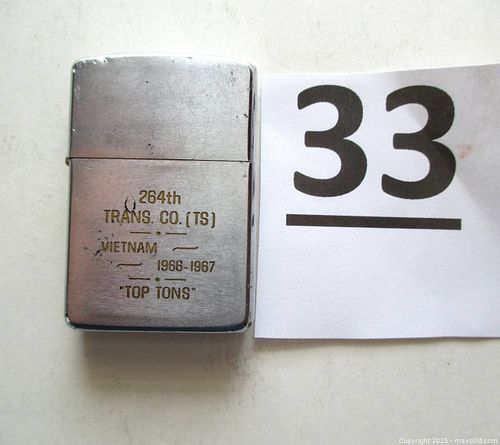 264th
TRANS. CO. (TS)
VIETNAM
1966-1967
"TOP TONS"
33
Copyright 2025 - maxsold.com